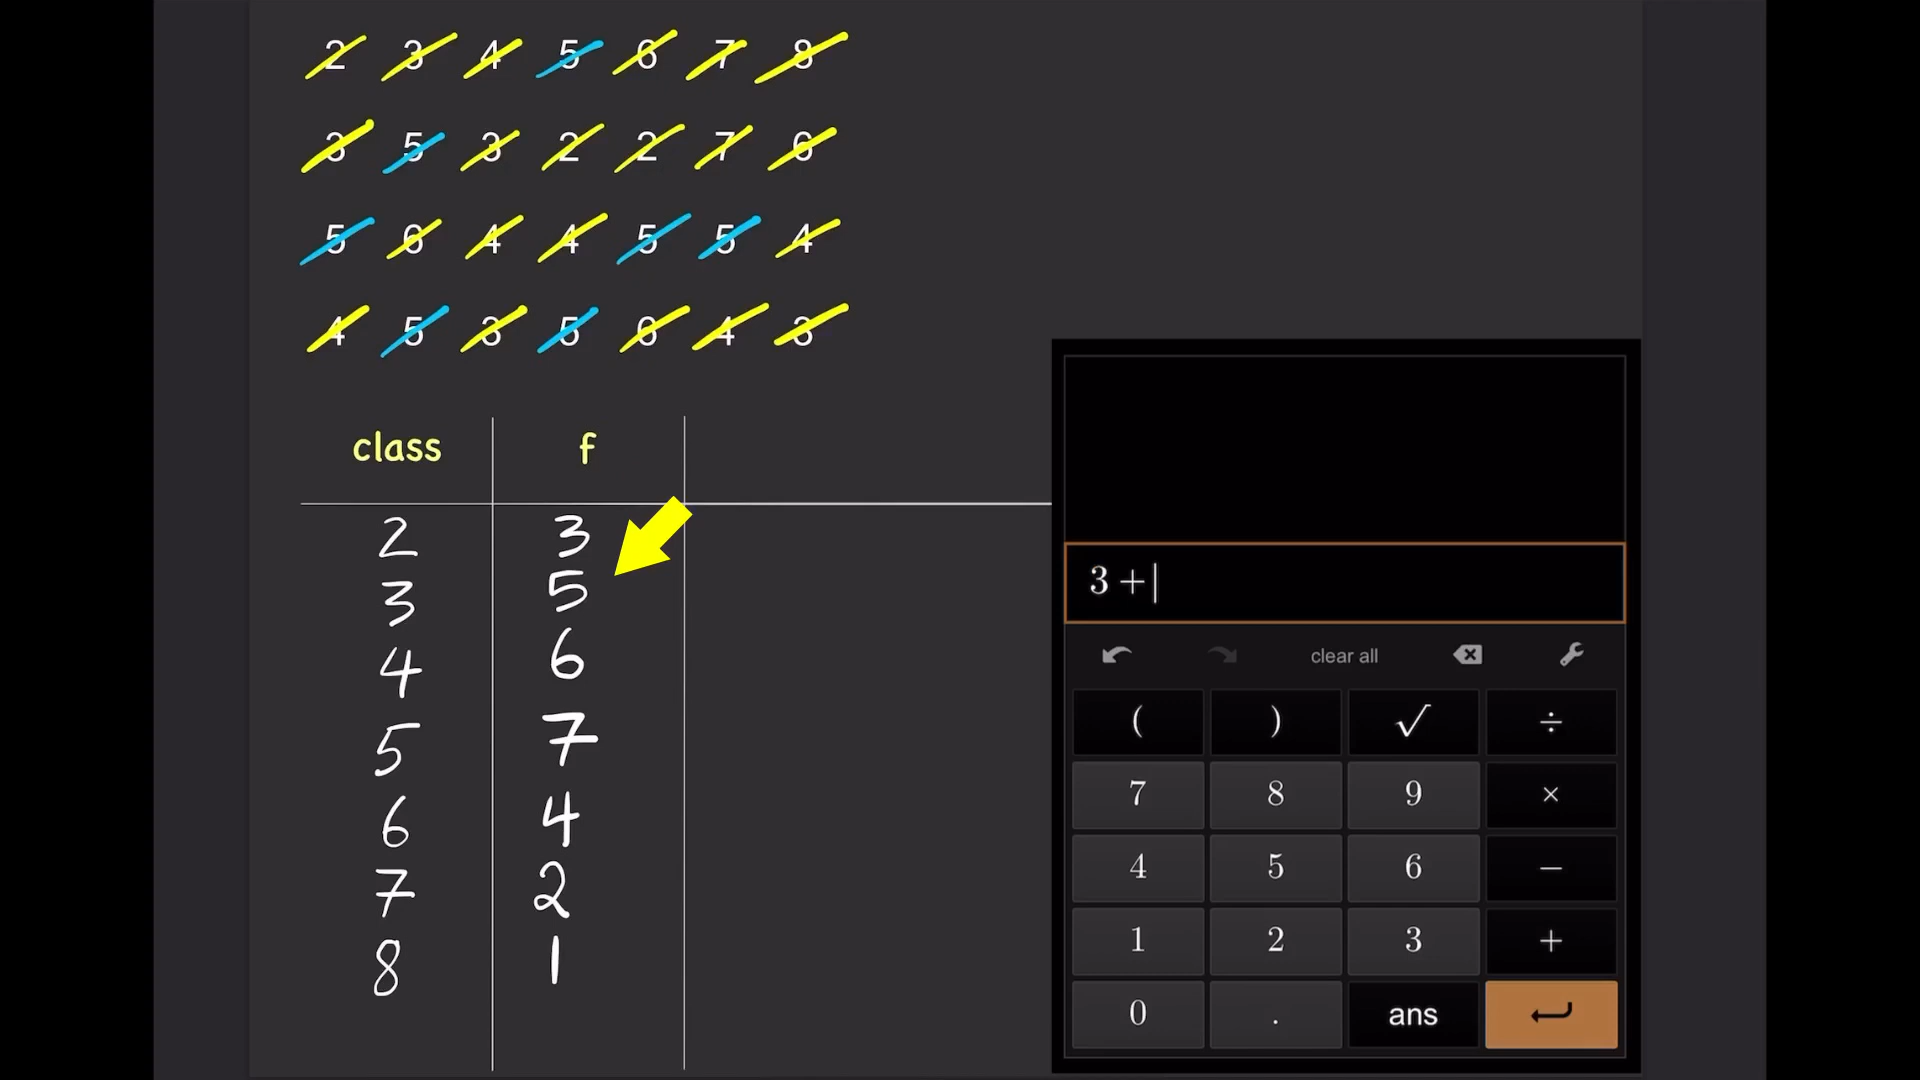 2 3 4 5 6 7 8
3 5 3 2 2 7 6
5 6 4 4 5 5 4
4 5 3 5 6 4 3
class f
2 3
3 5
4 6
5 7
6 4
7 2
8 1
3 +
clear all
( ) √ ÷
7 8 9 ×
4 5 6 −
1 2 3 +
0 . ans